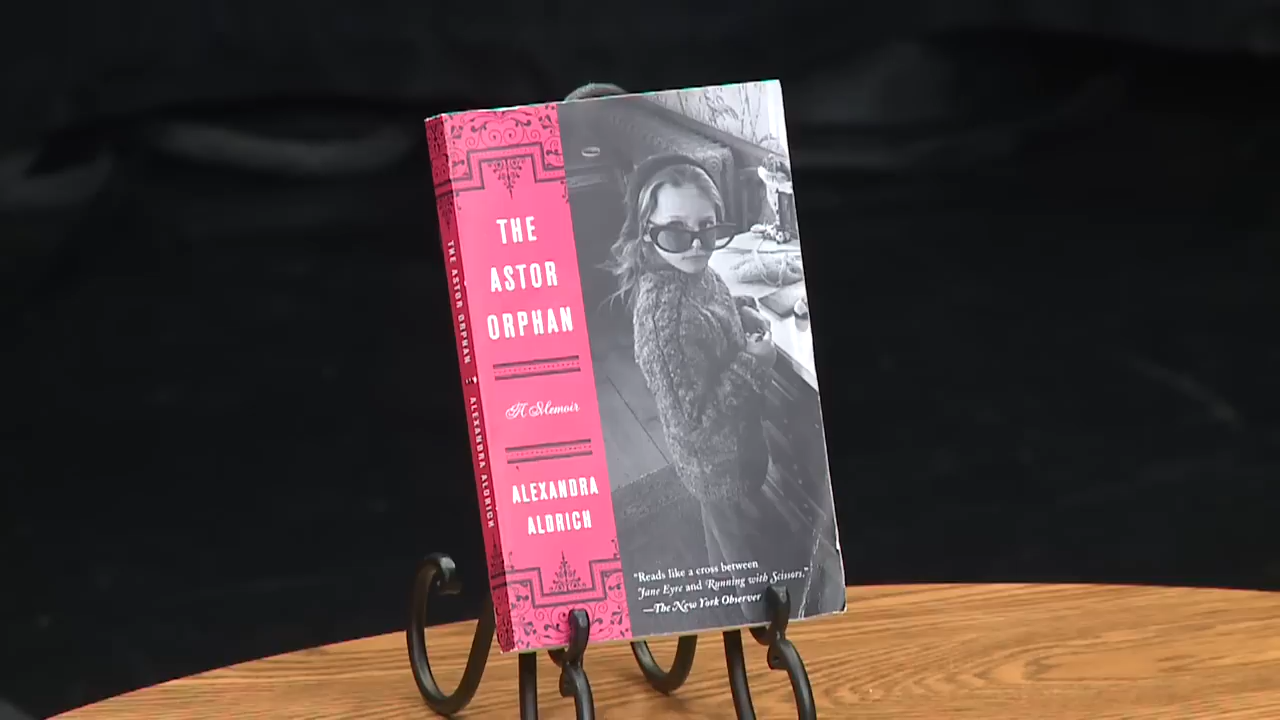 THE
ASTOR
ORPHAN
A Memoir
ALEXANDRA
ALDRICH
"Reads like a cross between
Jane Eyre and Running with Scissors."
—The New York Observer
THE ASTOR ORPHAN ALEXANDRA ALDRICH